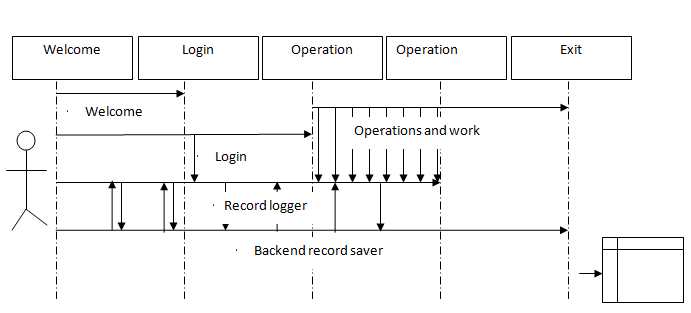 Welcome
Login
Operation
Operation
Exit
Welcome
Operations and work
Login
Record logger
Backend record saver